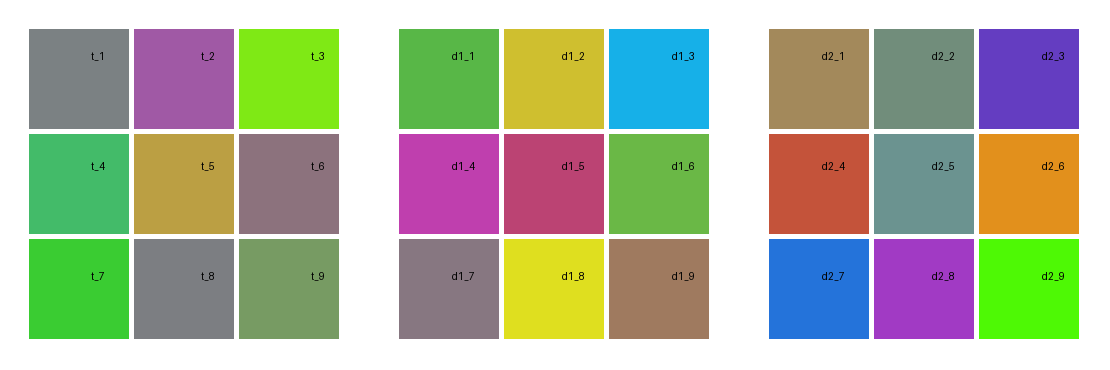 t_1 t_2 t_3 d1_1 d1_2 d1_3 d2_1 d2_2 d2_3
t_4 t_5 t_6 d1_4 d1_5 d1_6 d2_4 d2_5 d2_6
t_7 t_8 t_9 d1_7 d1_8 d1_9 d2_7 d2_8 d2_9